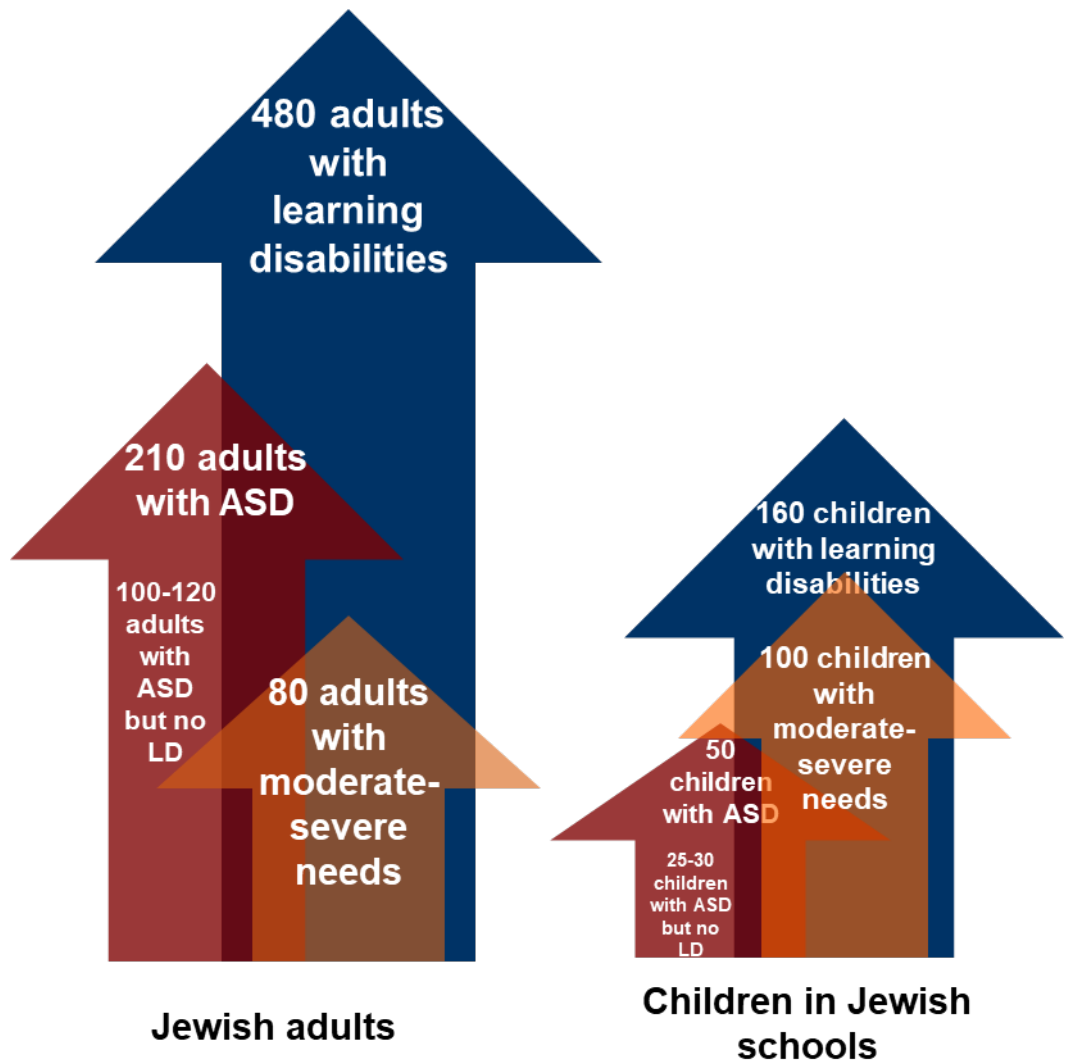 480 adults
with
learning
disabilities
210 adults
with ASD
100-120
adults
with
ASD
but no
LD
80 adults
with
moderate-
severe
needs
Jewish adults
160 children
with learning
disabilities
100 children
with
moderate-
severe
needs
50
children
with ASD
25-30
children
with ASD
but no
LD
Children in Jewish
schools